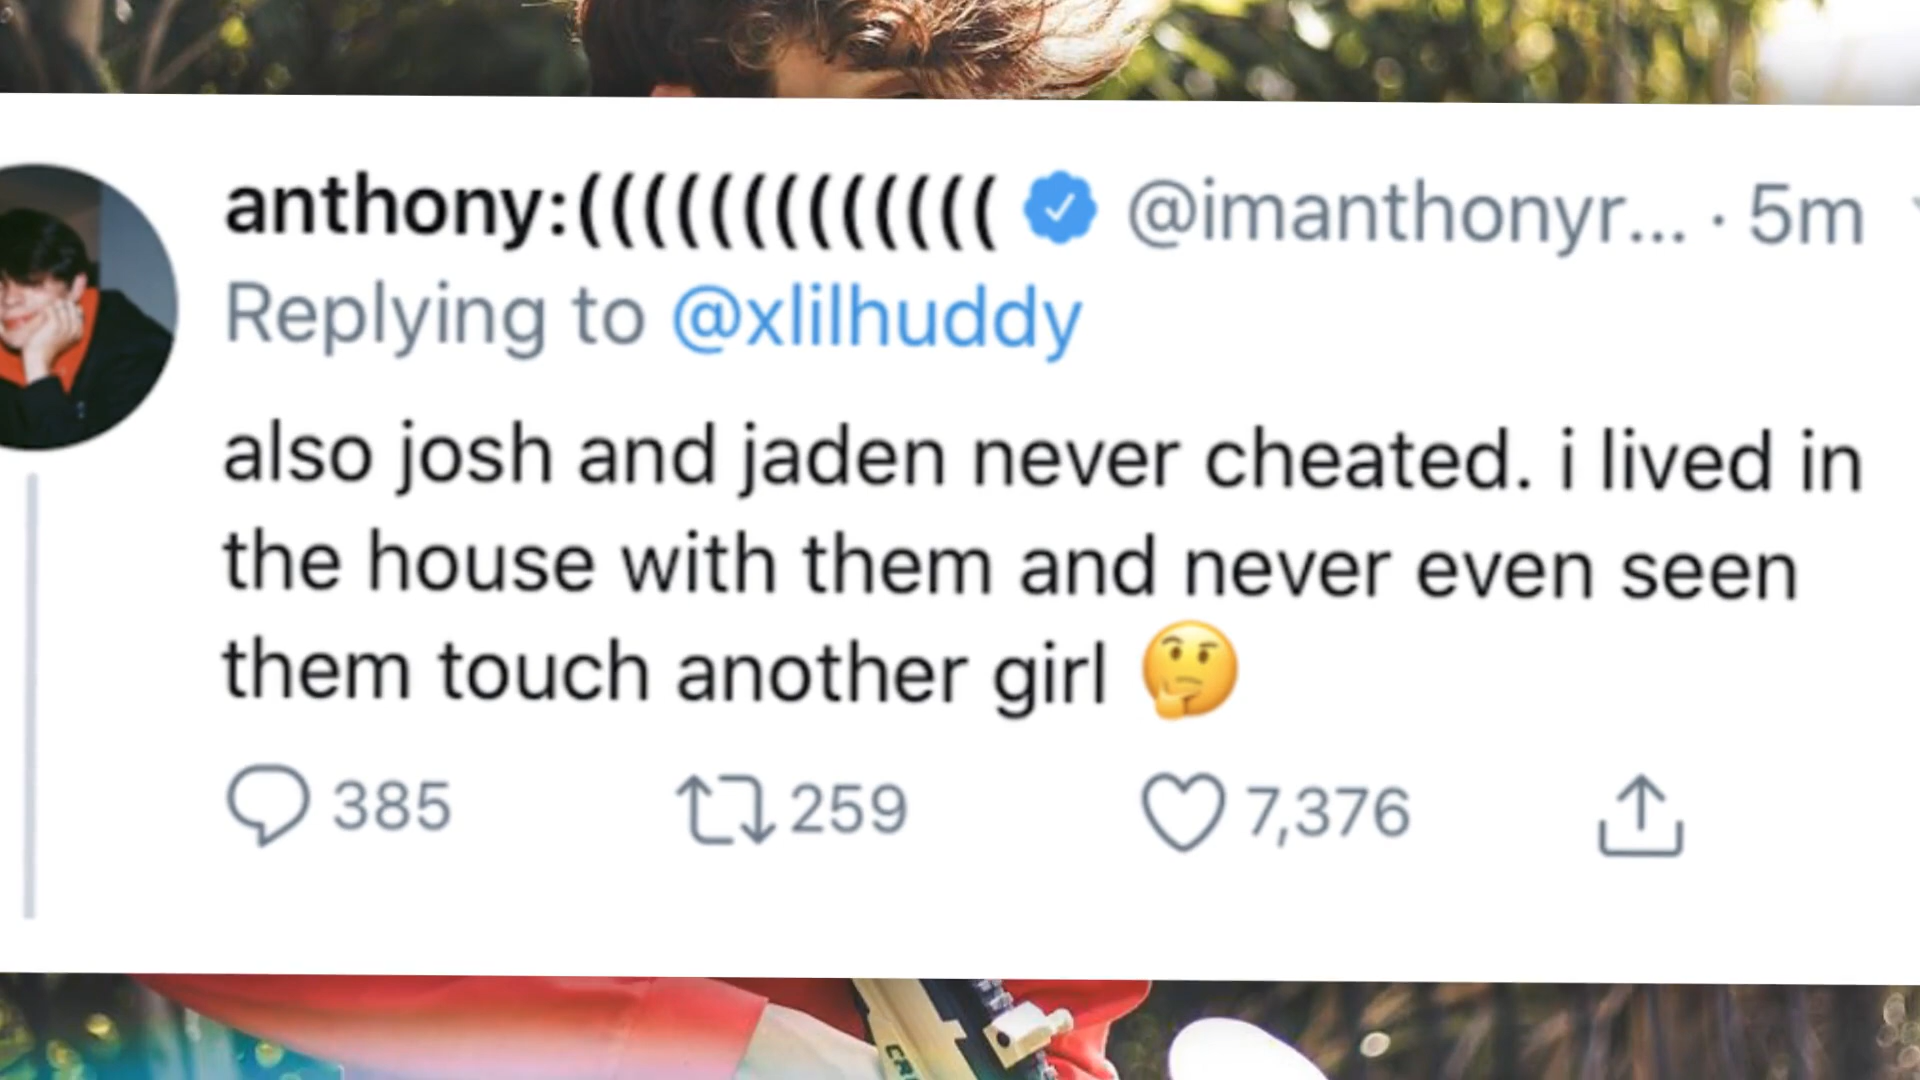 anthony:((((((((((((( @imanthonyr... · 5m
Replying to @xlilhuddy
also josh and jaden never cheated. i lived in
the house with them and never even seen
them touch another girl 🤔
385 259 7,376